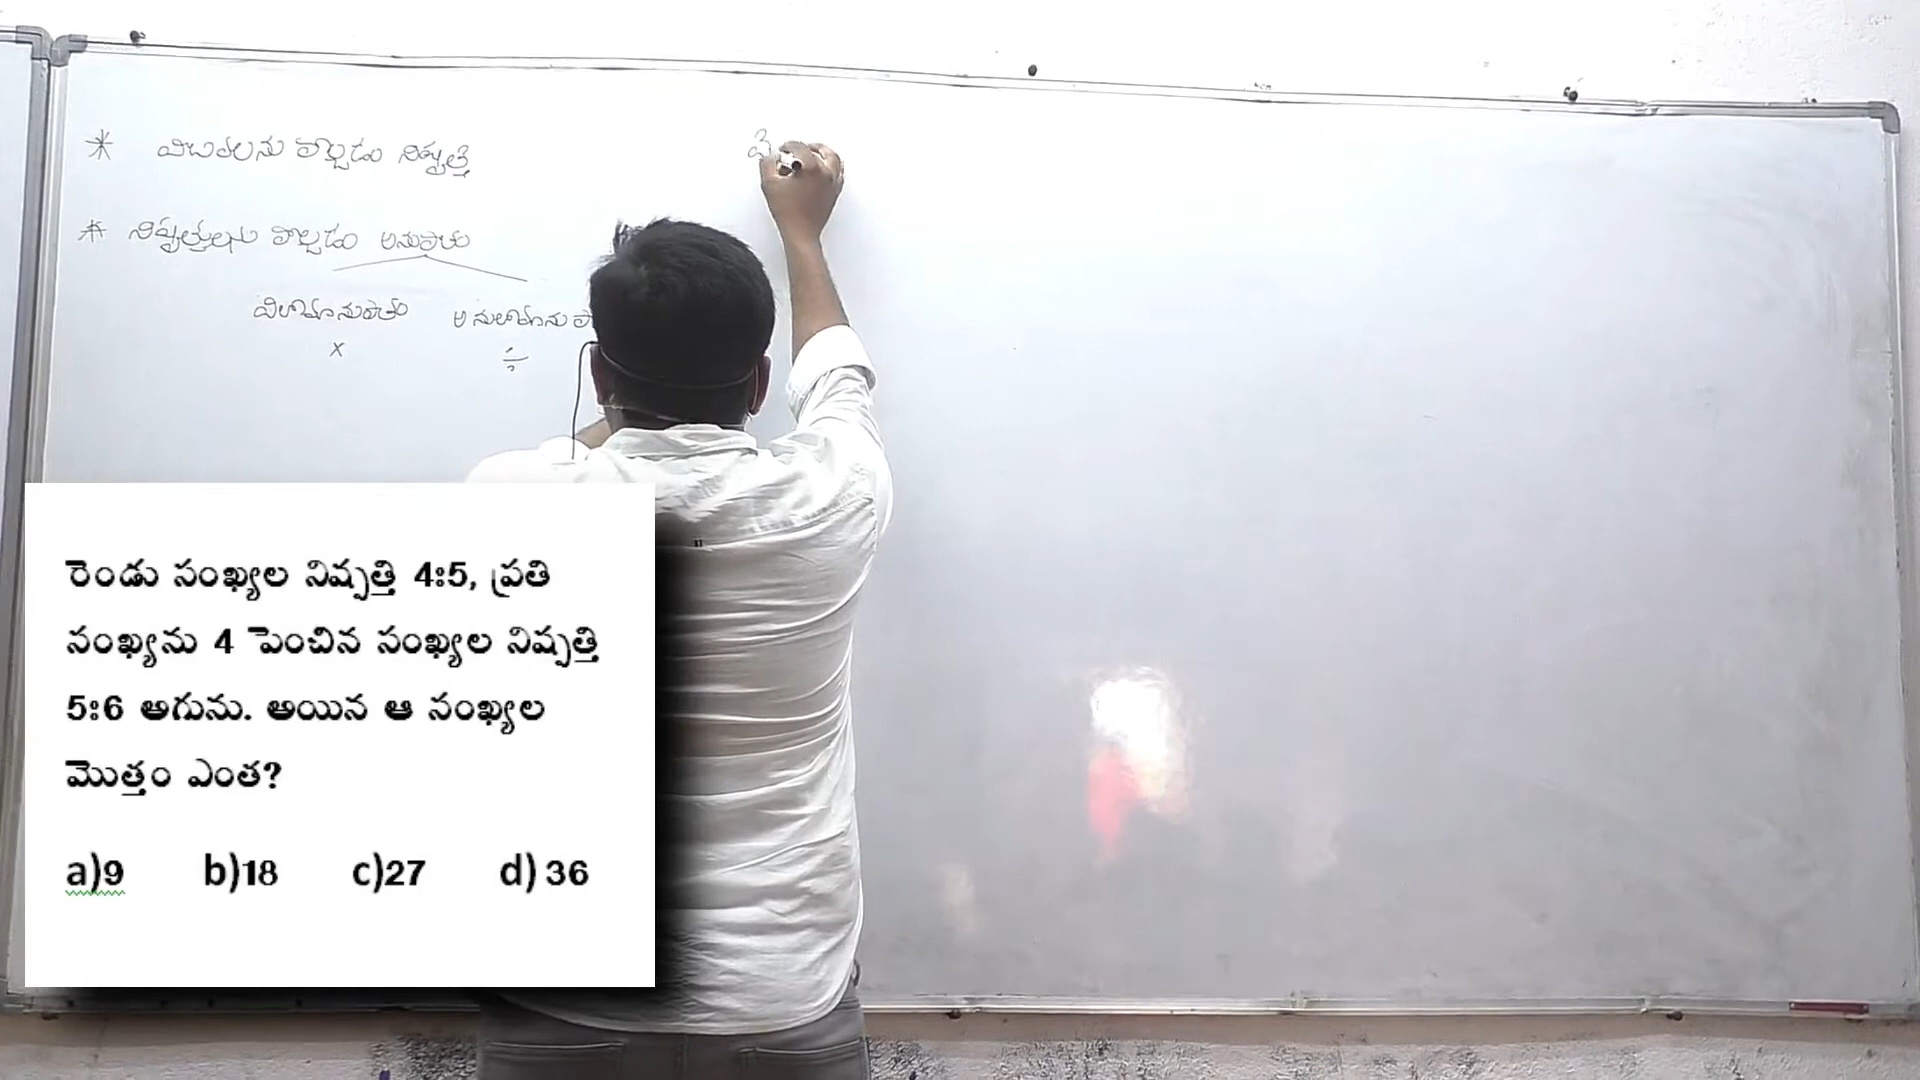 * విలువలను పోల్చడం నిష్పత్తి
* నిష్పత్తులను పోల్చడం అనుపాతం
విలోమానుపాతం అనులోమాను
× ÷
రెండు సంఖ్యల నిష్పత్తి 4:5, ప్రతి
సంఖ్యను 4 పెంచిన సంఖ్యల నిష్పత్తి
5:6 అగును. అయిన ఆ సంఖ్యల
మొత్తం ఎంత?
a)9 b)18 c)27 d) 36